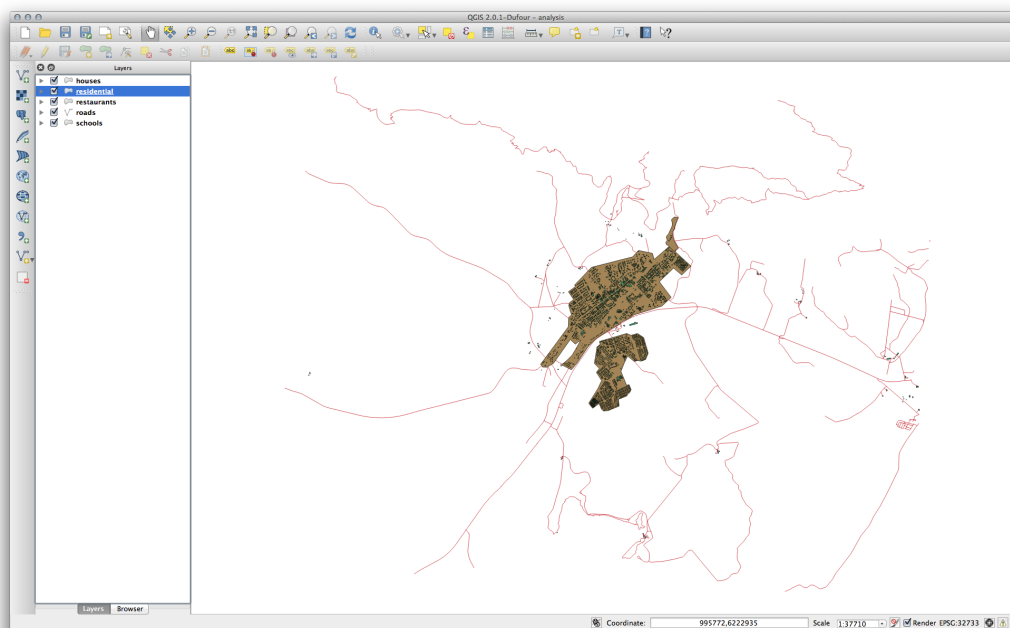 QGIS 2.0.1-Dufour – analysis
Layers
houses
residential
restaurants
roads
schools
Layers Browser
Coordinate: 995772,6222935 Scale 1:37710 Render EPSG:32733